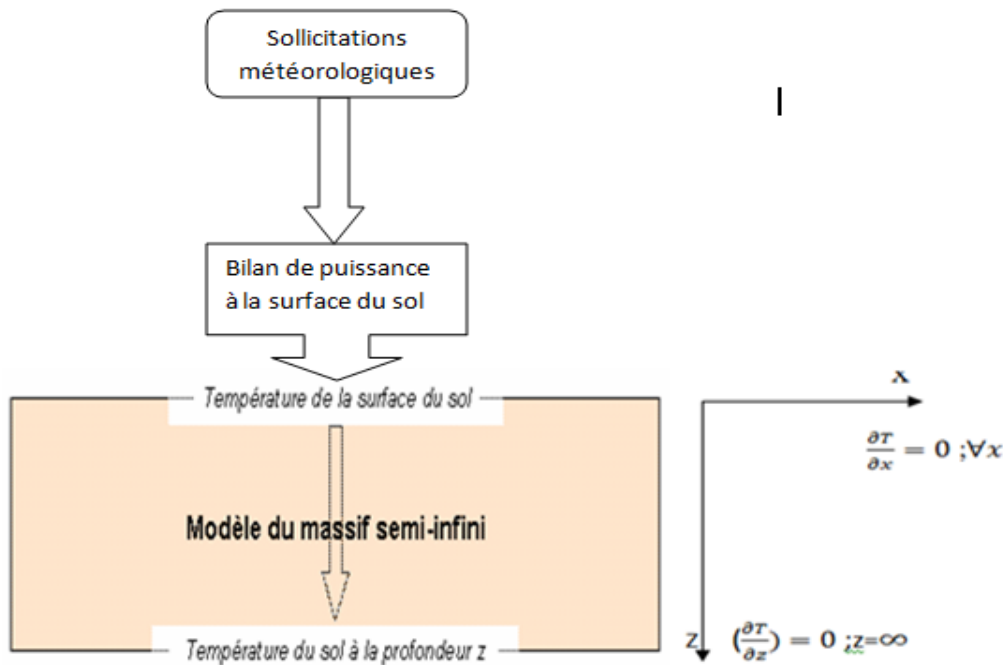 Sollicitations
météorologiques
Bilan de puissance
à la surface du sol
Température de la surface du sol
x
∂T/∂x = 0 ;∀x
Modèle du massif semi-infini
Température du sol à la profondeur z
Z
(∂T/∂z) = 0 ;z=∞